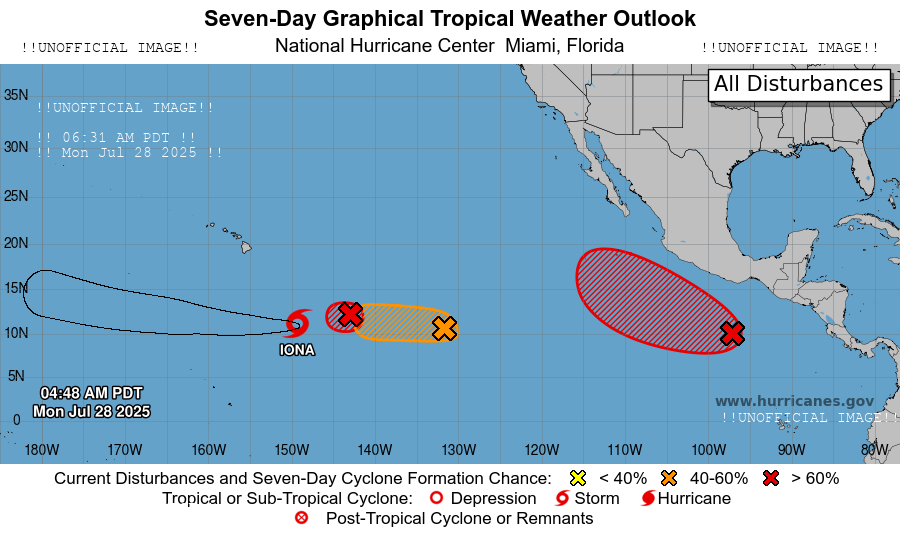 Seven-Day Graphical Tropical Weather Outlook
!!UNOFFICIAL IMAGE!! National Hurricane Center Miami, Florida !!UNOFFICIAL IMAGE!!
All Disturbances
35N
!!UNOFFICIAL IMAGE!!
!! 06:31 AM PDT !!
30N
!! Mon Jul 28 2025 !!
25N
20N
15N
10N
IONA
5N
04:48 AM PDT
Mon Jul 28 2025
www.hurricanes.gov
!!UNOFFICIAL IMAGE!!
0
180W 170W 160W 150W 140W 130W 120W 110W 100W 90W 80W
Current Disturbances and Seven-Day Cyclone Formation Chance: < 40% 40-60% > 60%
Tropical or Sub-Tropical Cyclone: Depression Storm Hurricane
Post-Tropical Cyclone or Remnants